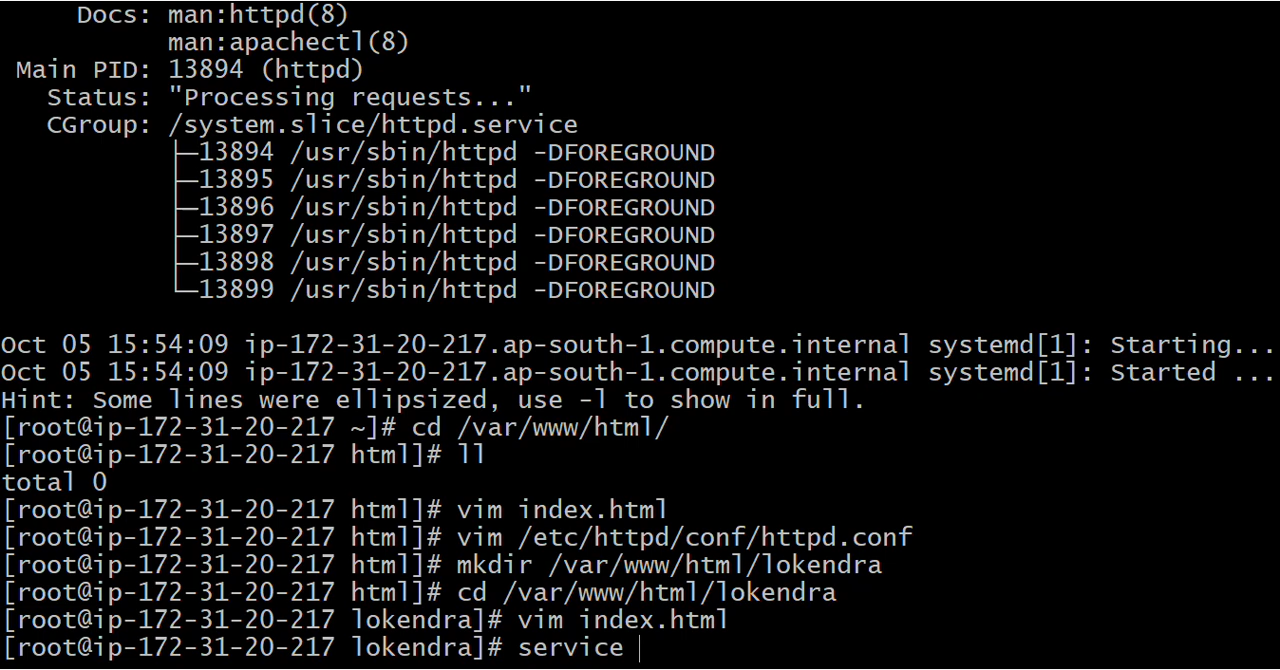 Docs: man:httpd(8)
man:apachectl(8)
Main PID: 13894 (httpd)
Status: "Processing requests..."
CGroup: /system.slice/httpd.service
├─13894 /usr/sbin/httpd -DFOREGROUND
├─13895 /usr/sbin/httpd -DFOREGROUND
├─13896 /usr/sbin/httpd -DFOREGROUND
├─13897 /usr/sbin/httpd -DFOREGROUND
├─13898 /usr/sbin/httpd -DFOREGROUND
└─13899 /usr/sbin/httpd -DFOREGROUND
Oct 05 15:54:09 ip-172-31-20-217.ap-south-1.compute.internal systemd[1]: Starting...
Oct 05 15:54:09 ip-172-31-20-217.ap-south-1.compute.internal systemd[1]: Started ...
Hint: Some lines were ellipsized, use -l to show in full.
[root@ip-172-31-20-217 ~]# cd /var/www/html/
[root@ip-172-31-20-217 html]# ll
total 0
[root@ip-172-31-20-217 html]# vim index.html
[root@ip-172-31-20-217 html]# vim /etc/httpd/conf/httpd.conf
[root@ip-172-31-20-217 html]# mkdir /var/www/html/lokendra
[root@ip-172-31-20-217 html]# cd /var/www/html/lokendra
[root@ip-172-31-20-217 lokendra]# vim index.html
[root@ip-172-31-20-217 lokendra]# service